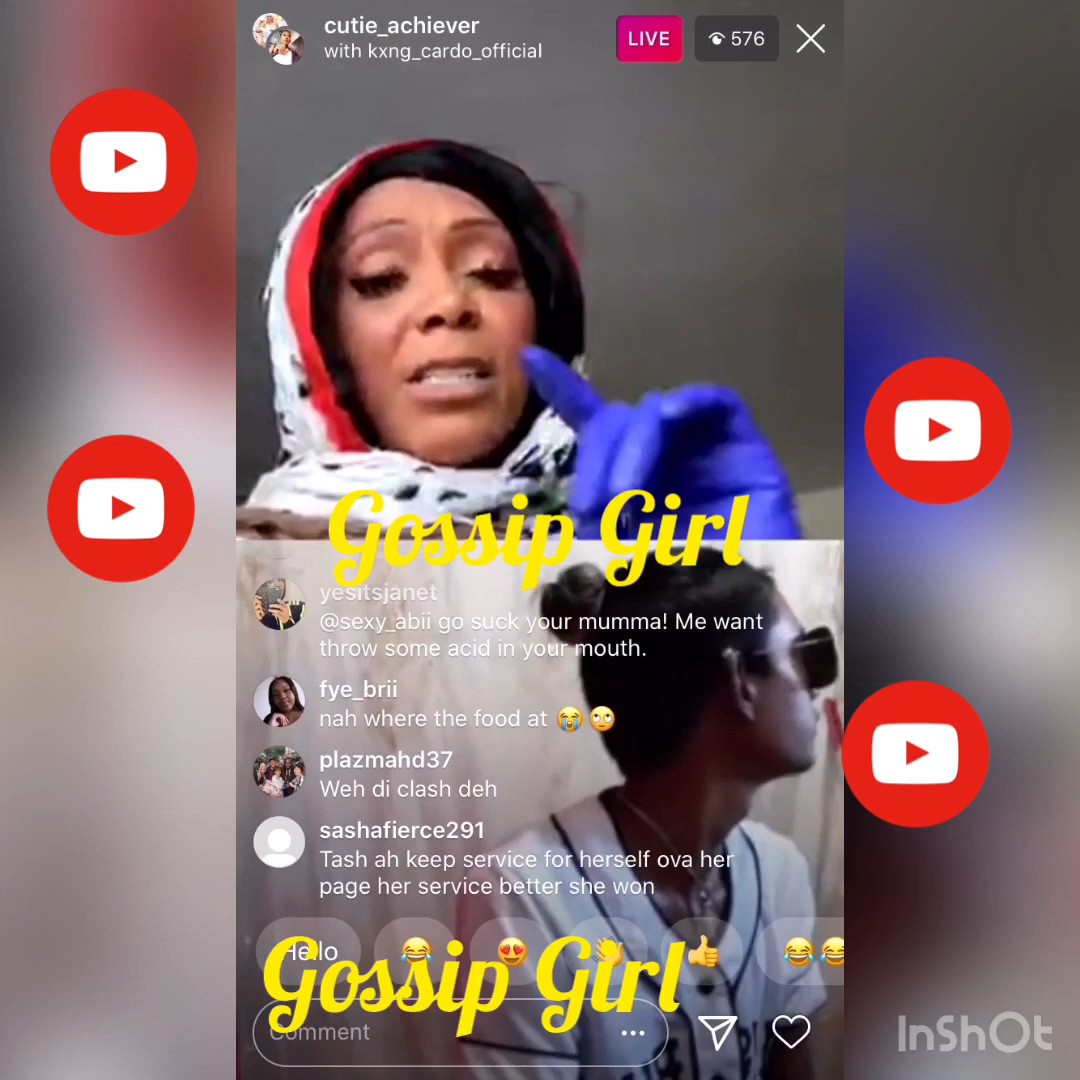 cutie_achiever
with kxng_cardo_official
LIVE
576
Gossip Girl
yesitsjanet
@sexy_abii go suck your mumma! Me want
throw some acid in your mouth.
fye_brii
nah where the food at 😭🙄
plazmahd37
Weh di clash deh
sashafierce291
Tash ah keep service for herself ova her
page her service better she won
Hello 😂 😍 👏 👍 😂😂
Gossip Girl
Comment
InShOt